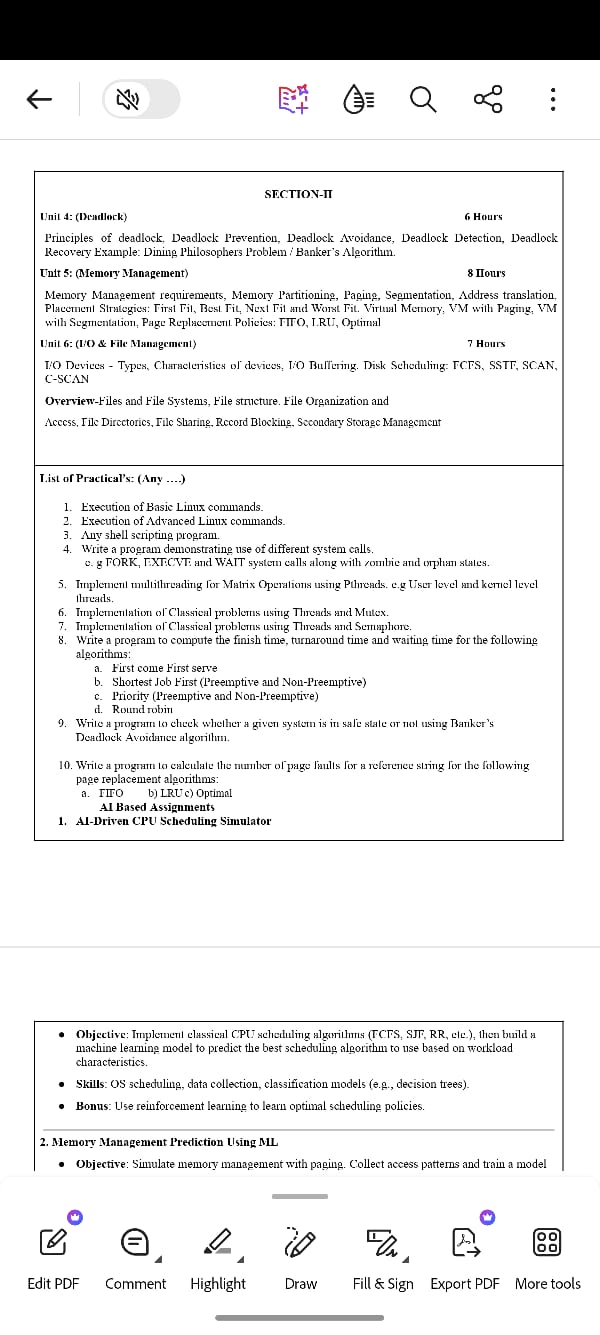 SECTION-II
Unit 4: (Deadlock) 6 Hours
Principles of deadlock, Deadlock Prevention, Deadlock Avoidance, Deadlock Detection, Deadlock
Recovery Example: Dining Philosophers Problem / Banker's Algorithm.
Unit 5: (Memory Management) 8 Hours
Memory Management requirements, Memory Partitioning, Paging, Segmentation, Address translation,
Placement Strategies: First Fit, Best Fit, Next Fit and Worst Fit. Virtual Memory, VM with Paging, VM
with Segmentation, Page Replacement Policies: FIFO, LRU, Optimal
Unit 6: (I/O & File Management) 7 Hours
I/O Devices - Types, Characteristics of devices, I/O Buffering. Disk Scheduling: FCFS, SSTF, SCAN,
C-SCAN
Overview-Files and File Systems, File structure. File Organization and
Access, File Directories, File Sharing, Record Blocking, Secondary Storage Management
List of Practical's: (Any ....)
1. Execution of Basic Linux commands.
2. Execution of Advanced Linux commands.
3. Any shell scripting program.
4. Write a program demonstrating use of different system calls.
e. g FORK, EXECVE and WAIT system calls along with zombie and orphan states.
5. Implement multithreading for Matrix Operations using Pthreads. e.g User level and kernel level
threads.
6. Implementation of Classical problems using Threads and Mutex.
7. Implementation of Classical problems using Threads and Semaphore.
8. Write a program to compute the finish time, turnaround time and waiting time for the following
algorithms:
a. First come First serve
b. Shortest Job First (Preemptive and Non-Preemptive)
c. Priority (Preemptive and Non-Preemptive)
d. Round robin
9. Write a program to check whether a given system is in safe state or not using Banker's
Deadlock Avoidance algorithm.
10. Write a program to calculate the number of page faults for a reference string for the following
page replacement algorithms:
a. FIFO b) LRU c) Optimal
AI Based Assignments
1. AI-Driven CPU Scheduling Simulator
• Objective: Implement classical CPU scheduling algorithms (FCFS, SJF, RR, etc.), then build a
machine learning model to predict the best scheduling algorithm to use based on workload
characteristics.
• Skills: OS scheduling, data collection, classification models (e.g., decision trees).
• Bonus: Use reinforcement learning to learn optimal scheduling policies.
2. Memory Management Prediction Using ML
• Objective: Simulate memory management with paging. Collect access patterns and train a model
Edit PDF Comment Highlight Draw Fill & Sign Export PDF More tools